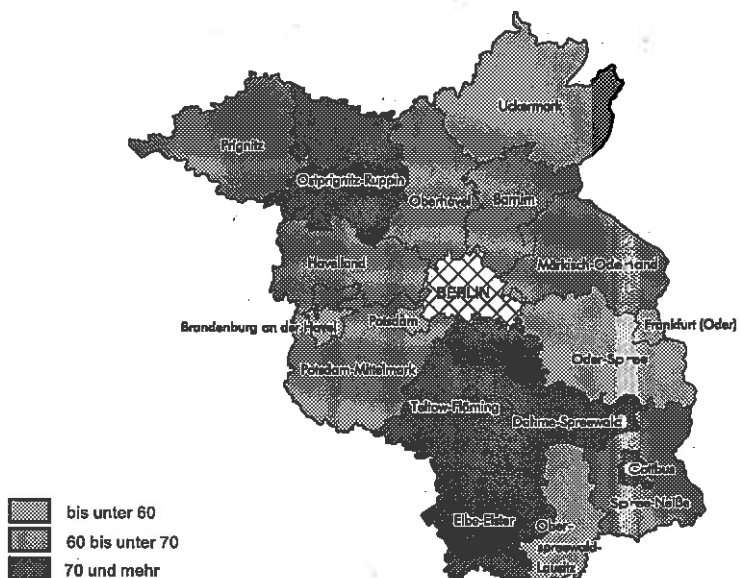 Uckermark
Prignitz
Ostprignitz-Ruppin
Oberhavel
Barnim
Havelland
Märkisch-Oderland
BERLIN
Brandenburg an der Havel
Potsdam
Frankfurt (Oder)
Oder-Spree
Potsdam-Mittelmark
Teltow-Fläming
Dahme-Spreewald
Cottbus
Spree-Neiße
Elbe-Elster
Ober-
spreewald-
Lausitz
bis unter 60
60 bis unter 70
70 und mehr